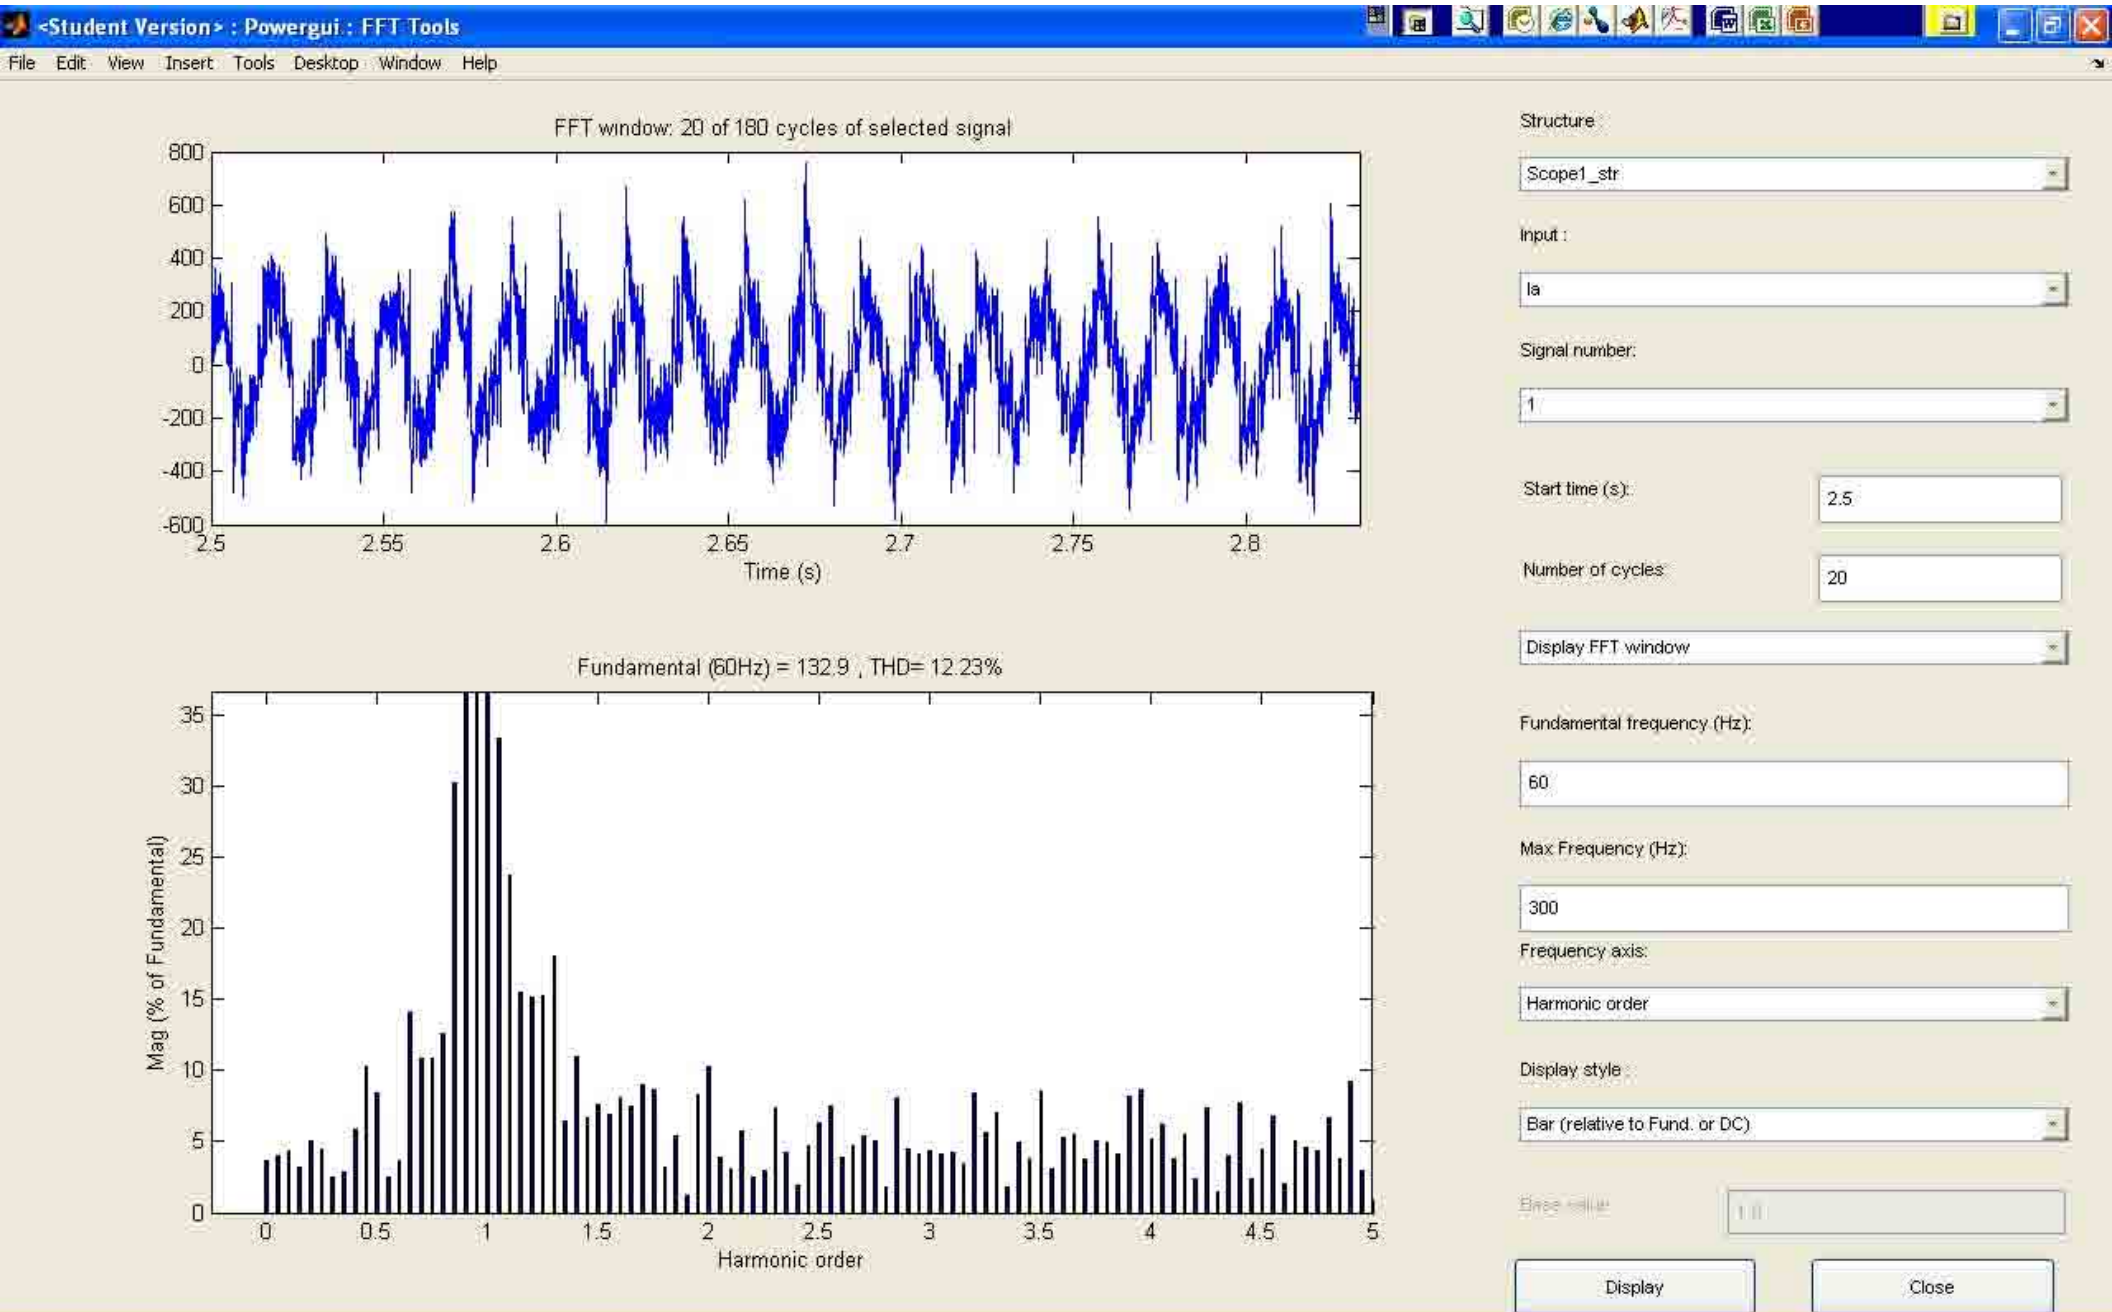 <Student Version> : Powergui : FFT Tools
File Edit View Insert Tools Desktop Window Help
FFT window: 20 of 180 cycles of selected signal
800
600
400
200
0
-200
-400
-600
2.5 2.55 2.6 2.65 2.7 2.75 2.8
Time (s)
Fundamental (60Hz) = 132.9 , THD= 12.23%
35
30
25
20
15
10
5
0
Mag (% of Fundamental)
0 0.5 1 1.5 2 2.5 3 3.5 4 4.5 5
Harmonic order
Structure :
Scope1_str
Input :
Ia
Signal number:
1
Start time (s):
2.5
Number of cycles:
20
Display FFT window
Fundamental frequency (Hz):
60
Max Frequency (Hz):
300
Frequency axis:
Harmonic order
Display style :
Bar (relative to Fund. or DC)
Base value:
1.0
Display
Close